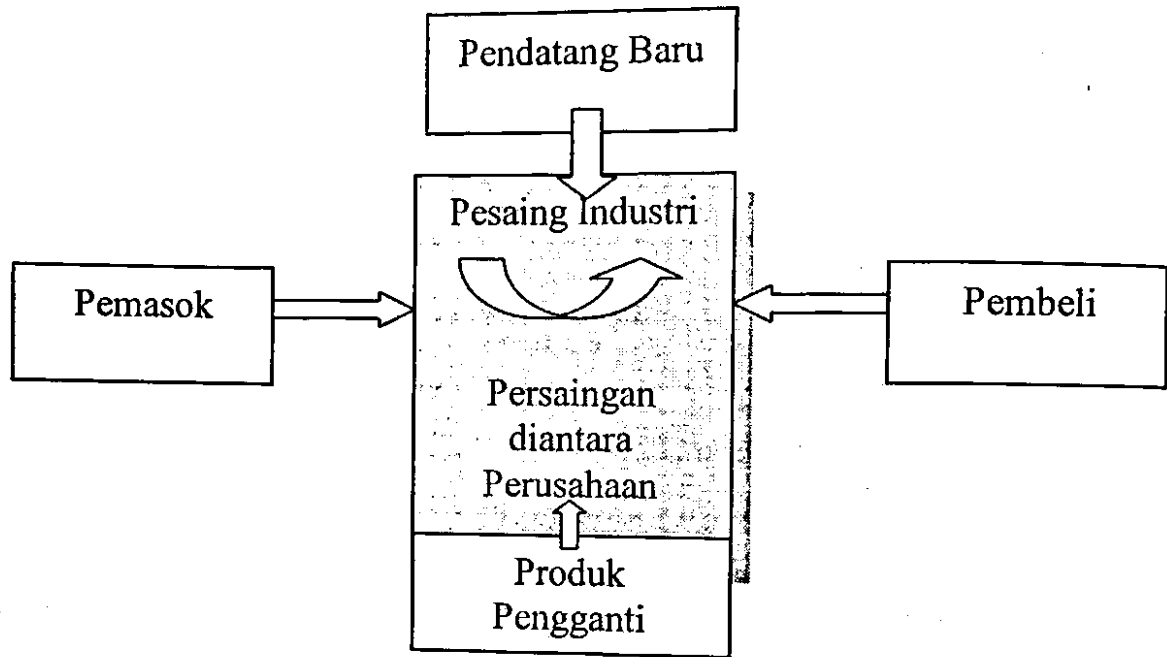 Pendatang Baru
Pesaing Industri
Pemasok
Pembeli
Persaingan
diantara
Perusahaan
Produk
Pengganti